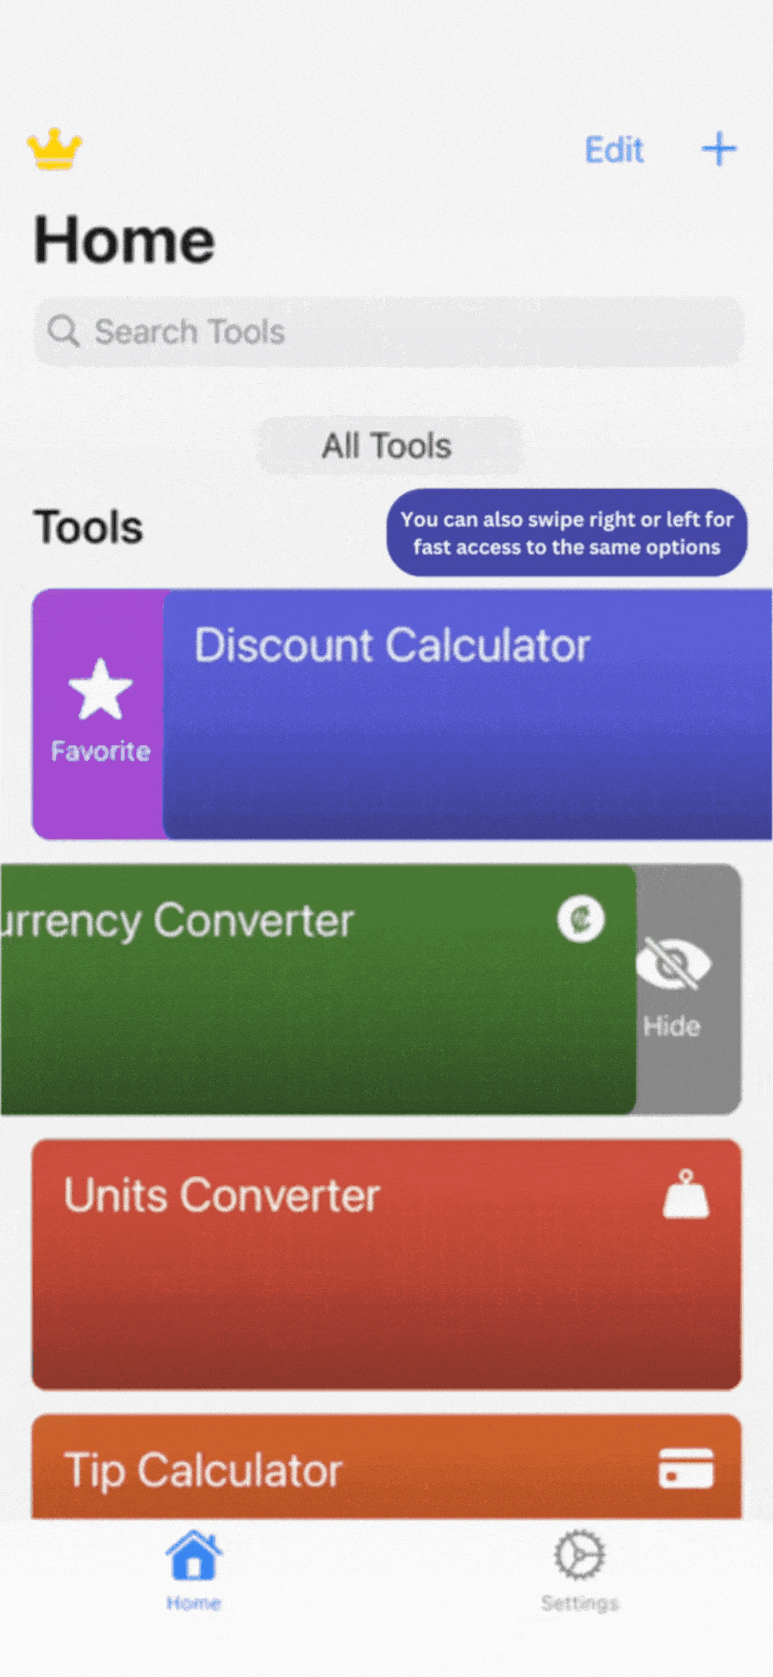 Edit
Home
Search Tools
All Tools
Tools
You can also swipe right or left for
fast access to the same options
Discount Calculator
Favorite
urrency Converter
Hide
Units Converter
Tip Calculator
Home
Settings